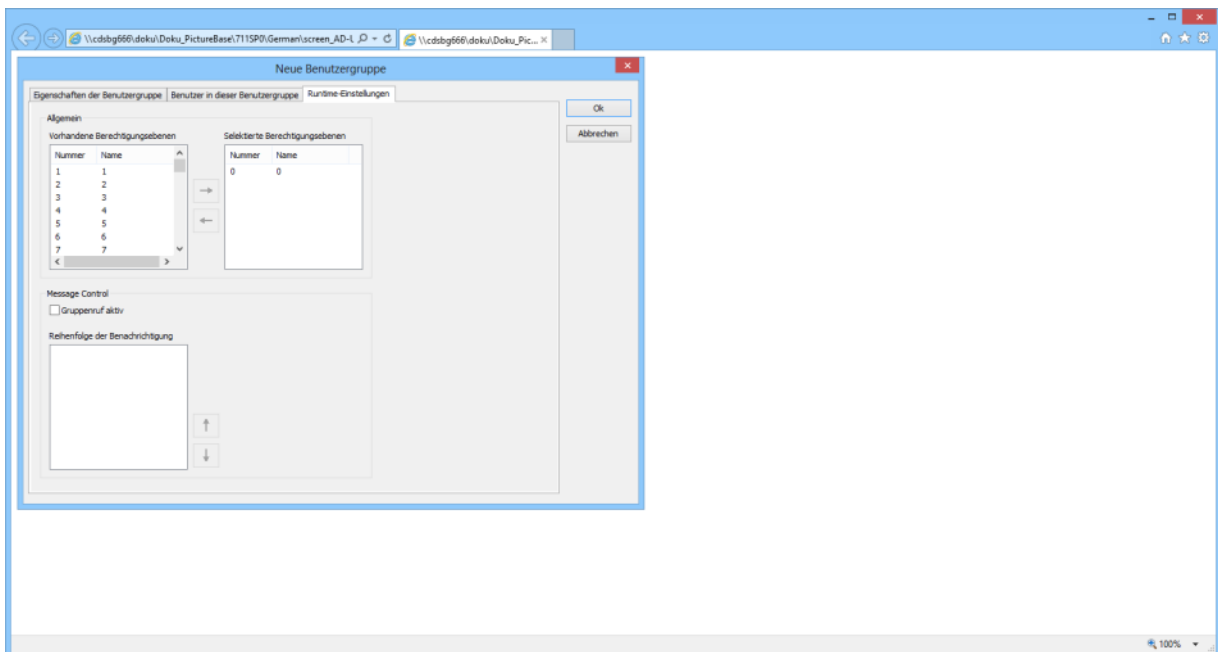 \\cdsbg666\doku\Doku_PictureBase\711SP0\German\screen_AD-L
\\cdsbg666\doku\Doku_Pic...
Neue Benutzergruppe
Eigenschaften der Benutzergruppe Benutzer in dieser Benutzergruppe Runtime-Einstellungen
Ok
Abbrechen
Allgemein
Vorhandene Berechtigungsebenen
Nummer Name
1 1
2 2
3 3
4 4
5 5
6 6
7 7
Selektierte Berechtigungsebenen
Nummer Name
0 0
Message Control
Gruppenruf aktiv
Reihenfolge der Benachrichtigung
100%